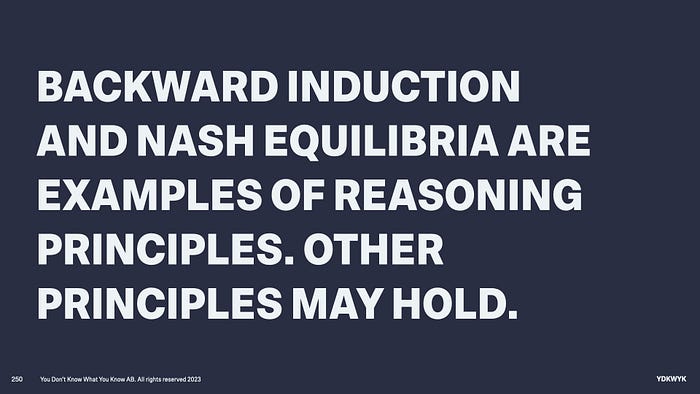 BACKWARD INDUCTION
AND NASH EQUILIBRIA ARE
EXAMPLES OF REASONING
PRINCIPLES. OTHER
PRINCIPLES MAY HOLD.
250 You Don't Know What You Know AB. All rights reserved 2023 YDKWYK